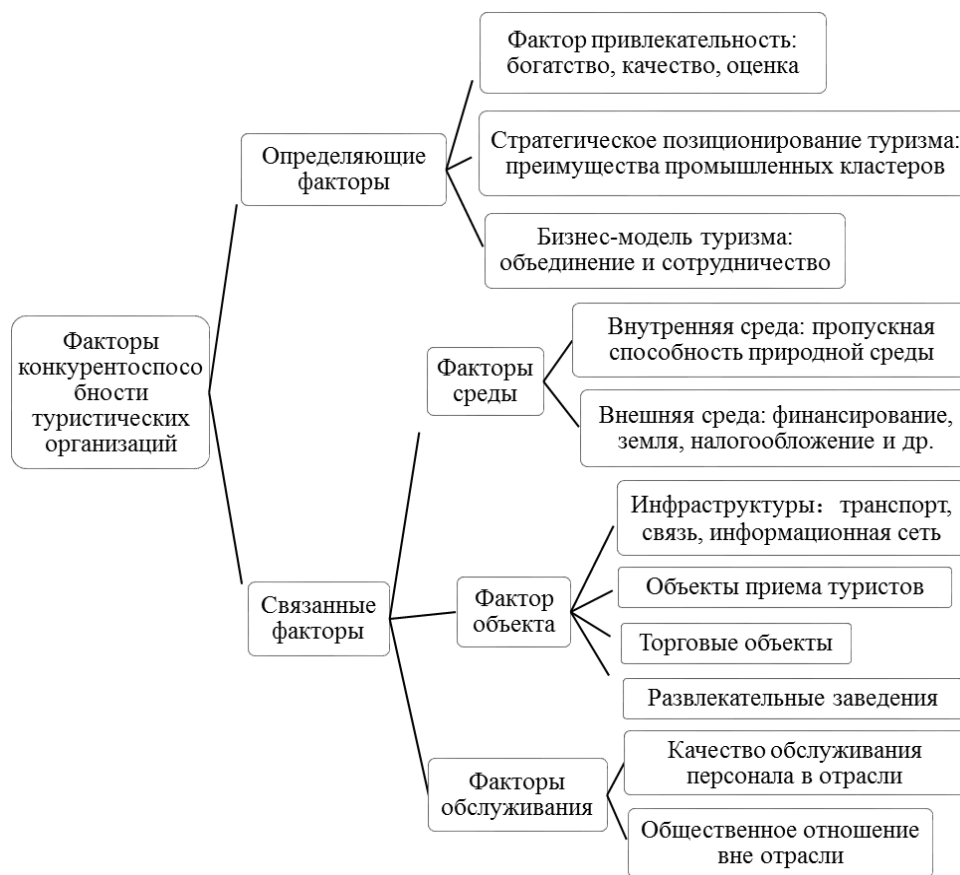 Фактор привлекательность:
богатство, качество, оценка
Определяющие
факторы
Стратегическое позиционирование туризма:
преимущества промышленных кластеров
Бизнес-модель туризма:
объединение и сотрудничество
Факторы
конкурентоспосо
бности
туристических
организаций
Факторы
среды
Внутренняя среда: пропускная
способность природной среды
Внешняя среда: финансирование,
земля, налогообложение и др.
Связанные
факторы
Фактор
объекта
Инфраструктуры：транспорт,
связь, информационная сеть
Объекты приема туристов
Торговые объекты
Развлекательные заведения
Факторы
обслуживания
Качество обслуживания
персонала в отрасли
Общественное отношение
вне отрасли